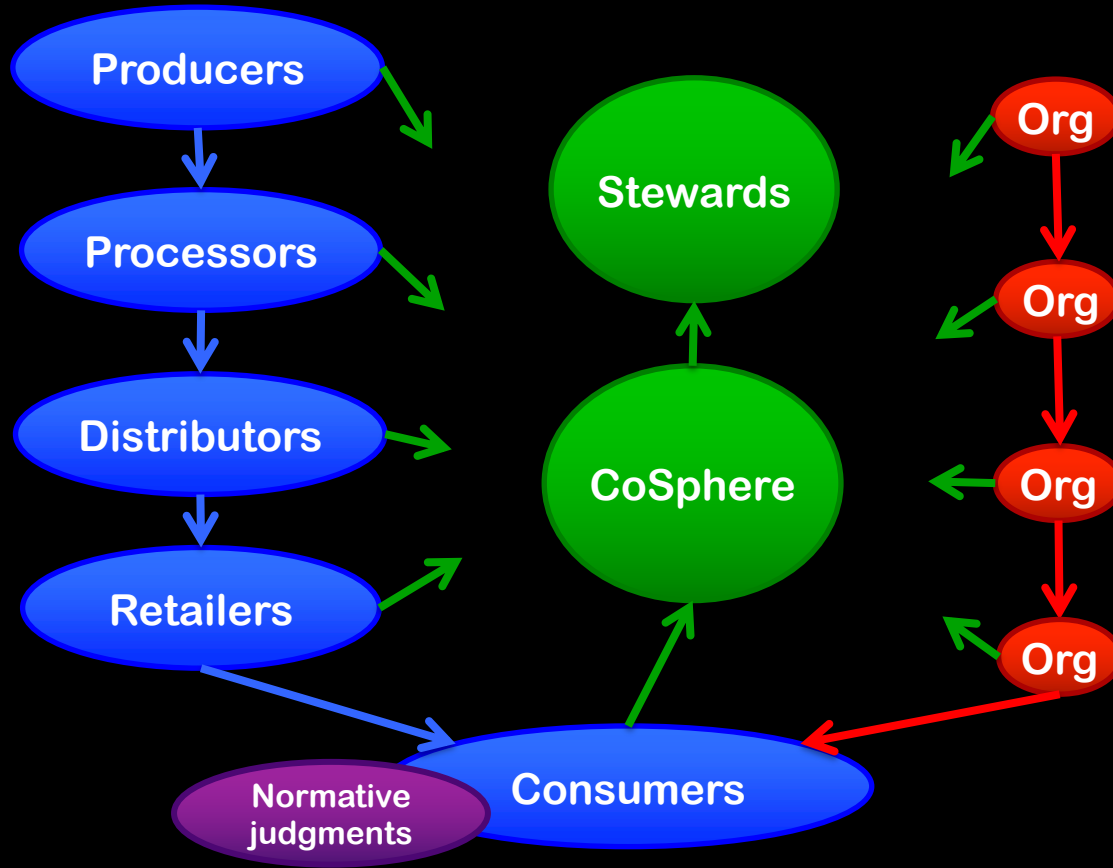 Producers
Processors
Distributors
Retailers
Stewards
CoSphere
Org
Org
Org
Org
Consumers
Normative
judgments